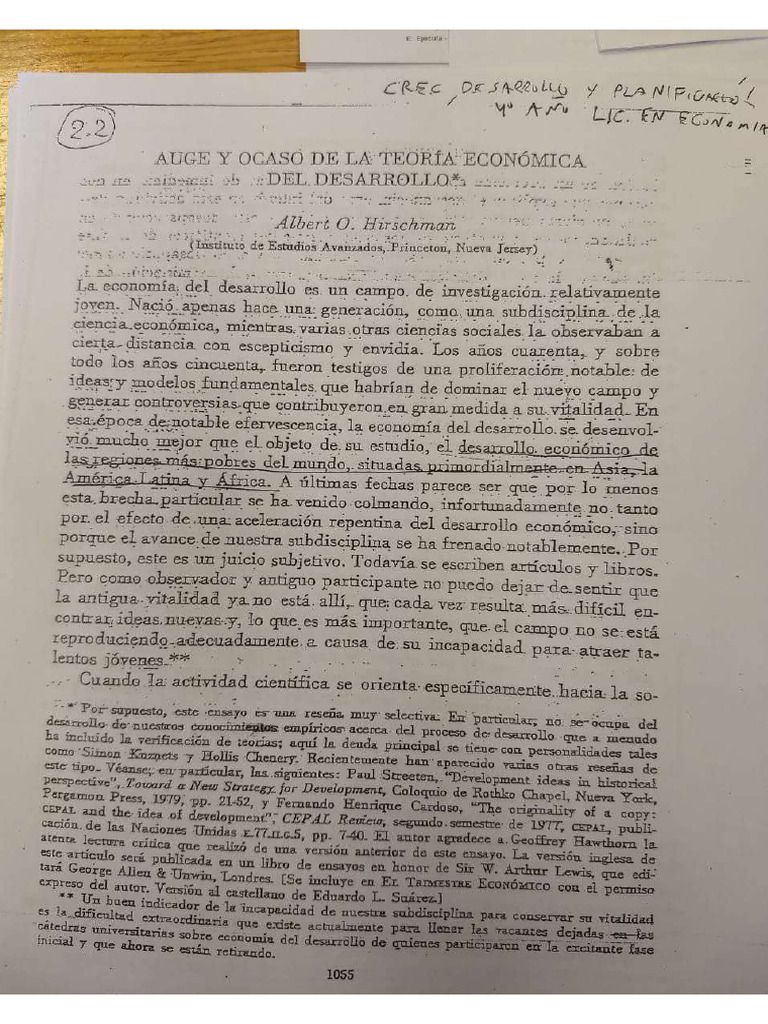 E. Epecuta -
CREC, DESARROLLO Y PLANIFICACIÓ
4º AÑO LIC. EN ECONOMIA
2.2
AUGE Y OCASO DE LA TEORÍA ECONÓMICA
DEL DESARROLLO*
Albert O. Hirschman
(Instituto de Estudios Avanzados, Princeton, Nueva Jersey)
La economía del desarrollo es un campo de investigación relativamente
joven. Nació apenas hace una generación, como una subdisciplina de la
ciencia económica, mientras varias otras ciencias sociales la observaban a
cierta distancia con escepticismo y envidia. Los años cuarenta, y sobre
todo los años cincuenta, fueron testigos de una proliferación notable de
ideas y modelos fundamentales que habrían de dominar el nuevo campo y
generar controversias que contribuyeron en gran medida a su vitalidad. En
esa época de notable efervescencia, la economía del desarrollo se desenvol-
vió mucho mejor que el objeto de su estudio, el desarrollo económico de
las regiones más pobres del mundo, situadas primordialmente en Asia, la
América Latina y África. A últimas fechas parece ser que por lo menos
esta brecha particular se ha venido colmando, infortunadamente no tanto
por el efecto de una aceleración repentina del desarrollo económico, sino
porque el avance de nuestra subdisciplina se ha frenado notablemente. Por
supuesto, este es un juicio subjetivo. Todavía se escriben artículos y libros.
Pero como observador y antiguo participante no puedo dejar de sentir que
la antigua vitalidad ya no está allí, que cada vez resulta más difícil en-
contrar ideas nuevas y, lo que es más importante, que el campo no se está
reproduciendo adecuadamente a causa de su incapacidad para atraer ta-
lentos jóvenes.**
Cuando la actividad científica se orienta específicamente hacia la so-
* Por supuesto, este ensayo es una reseña muy selectiva. En particular, no se ocupa del
desarrollo de nuestros conocimientos empíricos acerca del proceso de desarrollo que a menudo
ha incluido la verificación de teorías; aquí la deuda principal se tiene con personalidades tales
como Simon Kuznets y Hollis Chenery. Recientemente han aparecido varias otras reseñas de
este tipo. Véanse, en particular, las siguientes: Paul Streeten, "Development ideas in historical
perspective", Toward a New Strategy for Development, Coloquio de Rothko Chapel, Nueva York,
Pergamon Press, 1979, pp. 21-52, y Fernando Henrique Cardoso, "The originality of a copy:
CEPAL and the idea of development", CEPAL Review, segundo semestre de 1977, CEPAL, publi-
cación de las Naciones Unidas E.77.II.G.5, pp. 7-40. El autor agradece a Geoffrey Hawthorn la
atenta lectura crítica que realizó de una versión anterior de este ensayo. La versión inglesa de
este artículo será publicada en un libro de ensayos en honor de Sir W. Arthur Lewis, que edi-
tará George Allen & Unwin, Londres. [Se incluye en EL TRIMESTRE ECONÓMICO con el permiso
expreso del autor. Versión al castellano de Eduardo L. Suárez.]
** Un buen indicador de la incapacidad de nuestra subdisciplina para conservar su vitalidad
es la dificultad extraordinaria que existe actualmente para llenar las vacantes dejadas en las
cátedras universitarias sobre economía del desarrollo de quienes participaron en la excitante fase
inicial y que ahora se están retirando.
1055